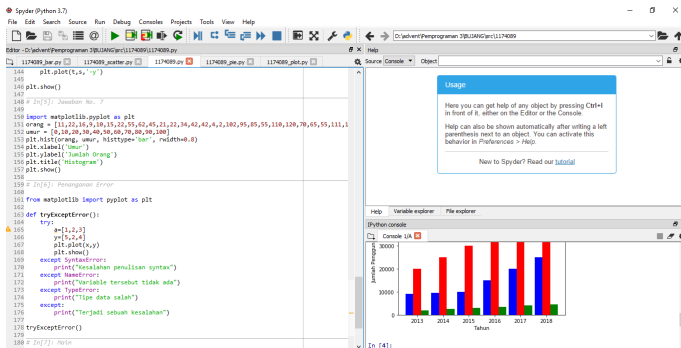 Spyder (Python 3.7)
File Edit Search Source Run Debug Consoles Projects Tools View Help
D:\advent\Pemprograman 3\BUJANG\src\1174089
Editor - D:\advent\Pemprograman 3\BUJANG\src\1174089\1174089.py
1174089_bar.py 1174089_scatter.py 1174089.py 1174089_pie.py 1174089_plot.py
144 plt.plot(t,s,'-y')
145
146 plt.show()
147
148 # In[5]: Jawaban No. 7
149
150 import matplotlib.pyplot as plt
151 orang = [11,22,16,9,10,15,22,55,62,45,21,22,34,42,42,4,2,102,95,85,55,110,120,70,65,55,111,1
152 umur = [0,10,20,30,40,50,60,70,80,90,100]
153 plt.hist(orang, umur, histtype='bar', rwidth=0.8)
154 plt.xlabel('Umur')
155 plt.ylabel('Jumlah Orang')
156 plt.title('Histogram')
157 plt.show()
158
159 # In[6]: Penanganan Error
160
161 from matplotlib import pyplot as plt
162
163 def tryExceptError():
164 try:
165 a=[1,2,3]
166 y=[5,2,4]
167 plt.plot(x,y)
168 plt.show()
169 except SyntaxError:
170 print("Kesalahan penulisan syntax")
171 except NameError:
172 print("Variable tersebut tidak ada")
173 except TypeError:
174 print("Tipe data salah")
175 except:
176 print("Terjadi sebuah kesalahan")
177
178 tryExceptError()
179
180 # In[7]: Main
Help
Source Console Object
Usage
Here you can get help of any object by pressing Ctrl+I
in front of it, either on the Editor or the Console.
Help can also be shown automatically after writing a left
parenthesis next to an object. You can activate this
behavior in Preferences > Help.
New to Spyder? Read our tutorial
Help Variable explorer File explorer
IPython console
Console 1/A
Jumlah Penggun
30000
20000
10000
0
2013 2014 2015 2016 2017 2018
Tahun
In [4]: